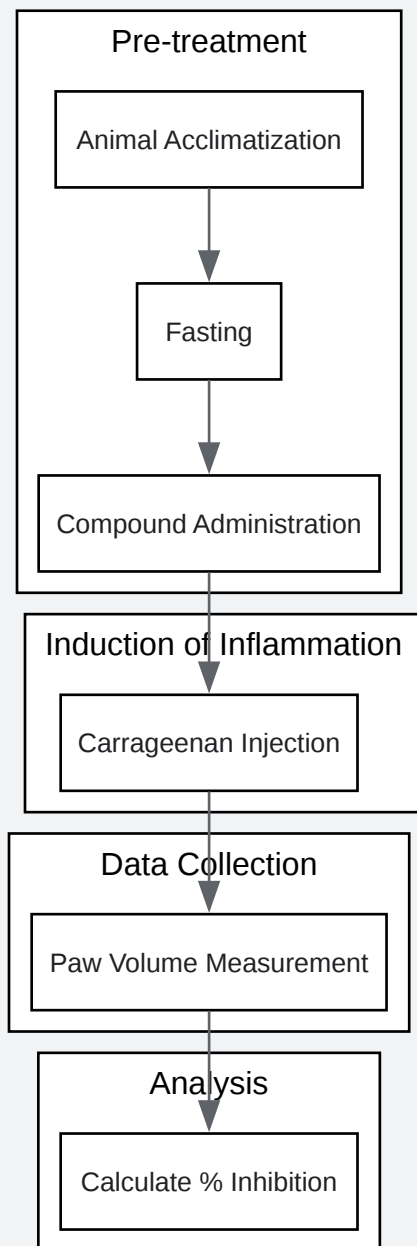 Pre-treatment
Animal Acclimatization
Fasting
Compound Administration
Induction of Inflammation
Carrageenan Injection
Data Collection
Paw Volume Measurement
Analysis
Calculate % Inhibition